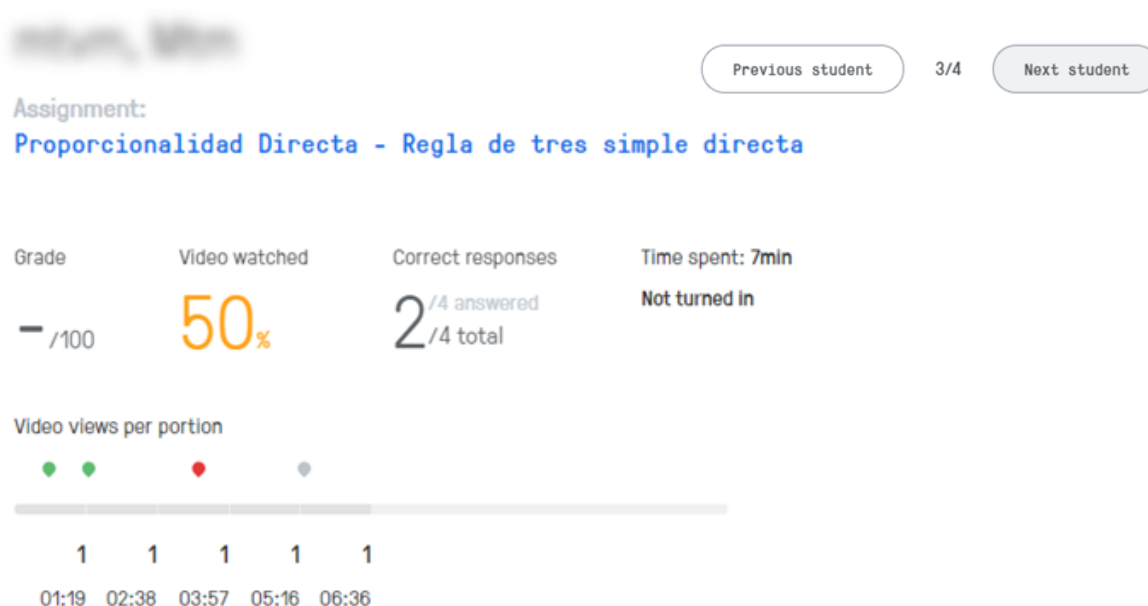 Previous student 3/4 Next student
Assignment:
Proporcionalidad Directa - Regla de tres simple directa
Grade Video watched Correct responses Time spent: 7min
-/100 50% 2/4 answered /4 total Not turned in
Video views per portion
1 1 1 1 1
01:19 02:38 03:57 05:16 06:36